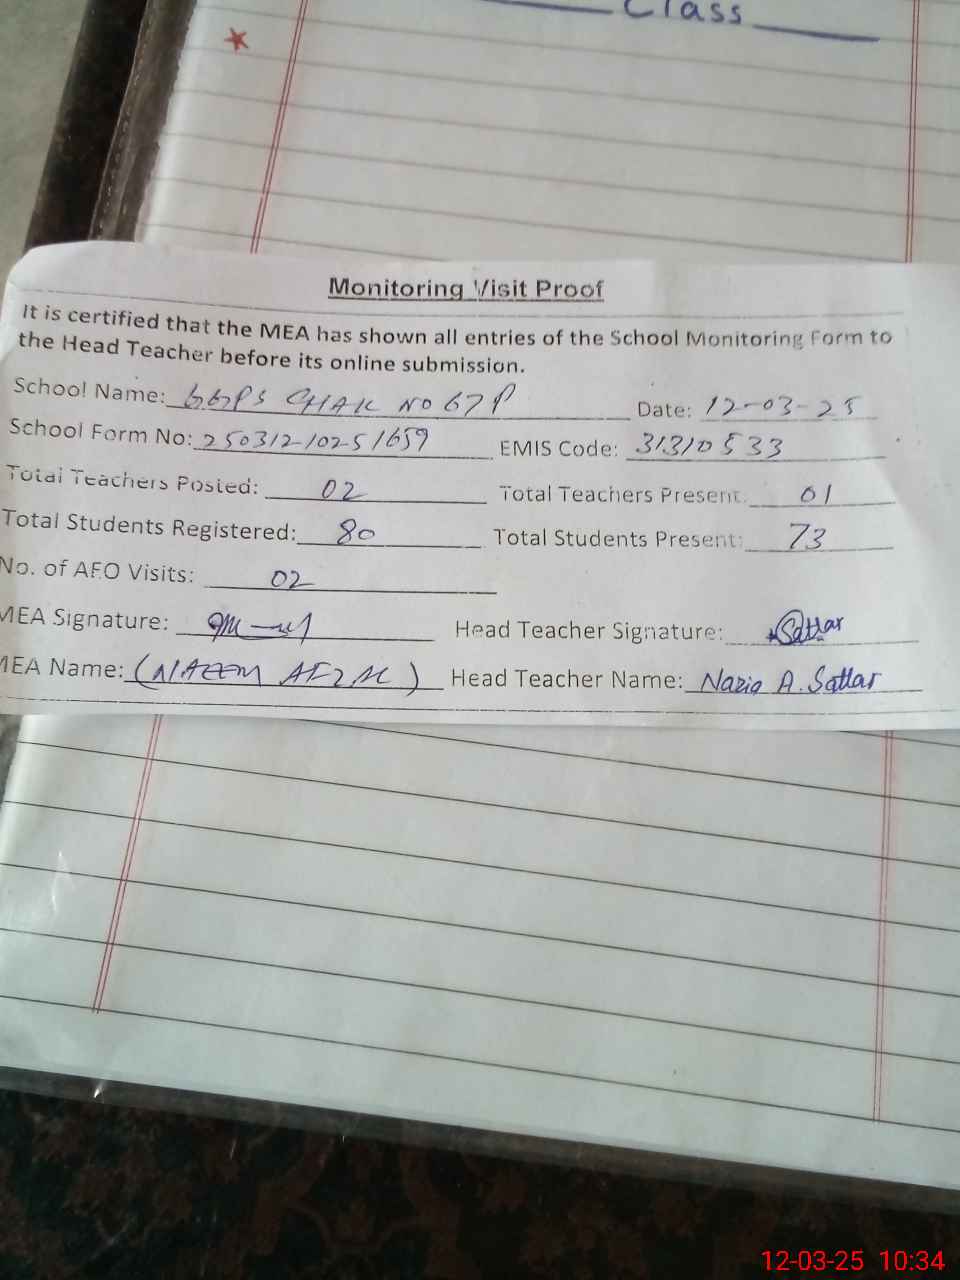 Class
Monitoring Visit Proof
It is certified that the MEA has shown all entries of the School Monitoring Form to
the Head Teacher before its online submission.
School Name: GGPS CHAK NO 67P Date: 12-03-25
School Form No: 250312-10251659 EMIS Code: 31310533
Total Teachers Posted: 02 Total Teachers Present: 01
Total Students Registered: 80 Total Students Present: 73
No. of AEO Visits: 02
MEA Signature: Head Teacher Signature: Sattar
MEA Name: (NAEEM AFZAL) Head Teacher Name: Nazia A. Sattar
12-03-25 10:34